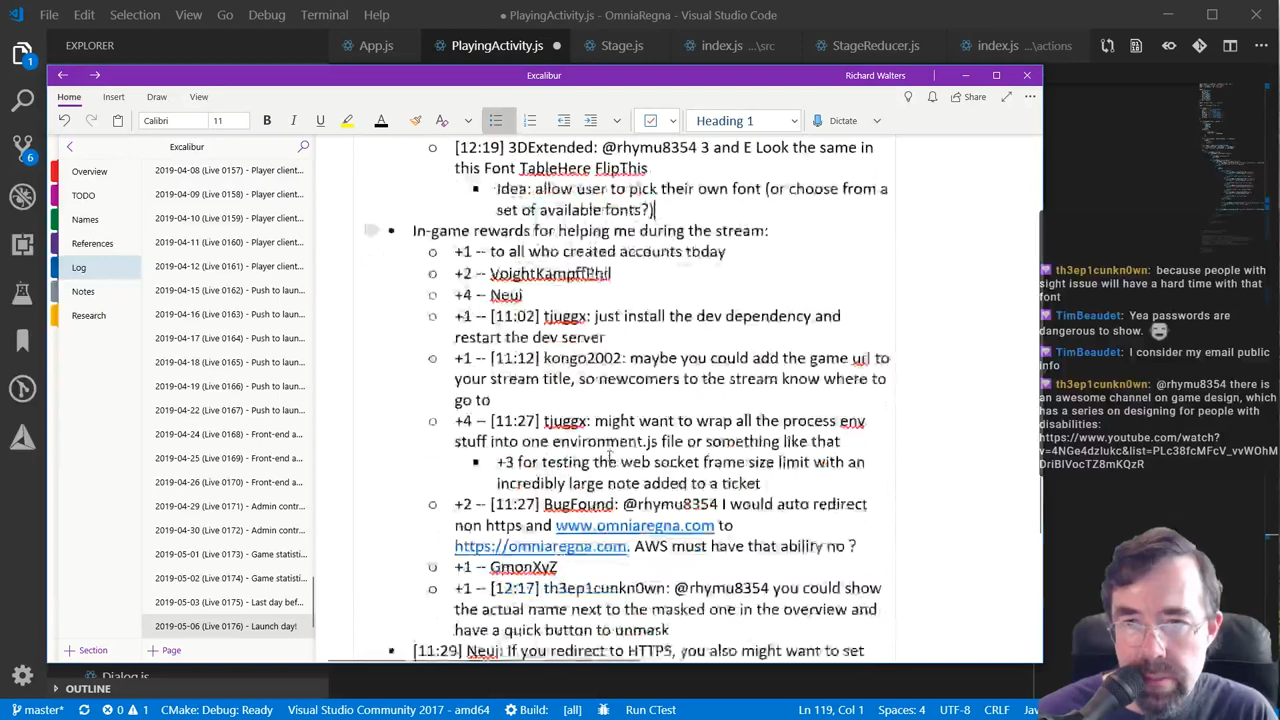 File Edit Selection View Go Debug Terminal Help
● PlayingActivity.js - OmniaRegna - Visual Studio Code
EXPLORER
App.js
PlayingActivity.js
Stage.js
index.js ...\src
StageReducer.js
index.js ...\actions
Excalibur
Richard Walters
Home Insert Draw View
Share
Calibri 11 B I U A Heading 1 Dictate
Excalibur
Overview
TODO
Names
References
Log
Notes
Research
2019-04-08 (Live 0157) - Player client...
2019-04-09 (Live 0158) - Player client...
2019-04-10 (Live 0159) - Player client...
2019-04-11 (Live 0160) - Player client...
2019-04-12 (Live 0161) - Player client...
2019-04-15 (Live 0162) - Push to laun...
2019-04-16 (Live 0163) - Push to laun...
2019-04-17 (Live 0164) - Push to laun...
2019-04-18 (Live 0165) - Push to laun...
2019-04-19 (Live 0166) - Push to laun...
2019-04-22 (Live 0167) - Push to laun...
2019-04-24 (Live 0168) - Front-end a...
2019-04-25 (Live 0169) - Front-end a...
2019-04-26 (Live 0170) - Front-end a...
2019-04-29 (Live 0171) - Admin contr...
2019-04-30 (Live 0172) - Admin contr...
2019-05-01 (Live 0173) - Game statisti...
2019-05-02 (Live 0174) - Game statisti...
2019-05-03 (Live 0175) - Last day bef...
2019-05-06 (Live 0176) - Launch day!
+ Section
+ Page
[12:19] 3DExtended: @rhymu8354 3 and E Look the same in
this Font TableHere FlipThis
Idea: allow user to pick their own font (or choose from a
set of available fonts?)
In-game rewards for helping me during the stream:
+1 -- to all who created accounts today
+2 -- VoightKampffPhil
+4 -- Neuj
+1 -- [11:02] tjuggx: just install the dev dependency and
restart the dev server
+1 -- [11:12] kongo2002: maybe you could add the game url to
your stream title, so newcomers to the stream know where to
go to
+4 -- [11:27] tjuggx: might want to wrap all the process env
stuff into one environment.js file or something like that
+3 for testing the web socket frame size limit with an
incredibly large note added to a ticket
+2 -- [11:27] BugFound: @rhymu8354 I would auto redirect
non https and www.omniaregna.com to
https://omniaregna.com. AWS must have that ability no ?
+1 -- GmonXyZ
+1 -- [12:17] th3ep1cunkn0wn: @rhymu8354 you could show
the actual name next to the masked one in the overview and
have a quick button to unmask
[11:29] Neuj: If you redirect to HTTPS, you also might want to set
th3ep1cunkn0wn: because people with
sight issue will have a hard time with that
font
TimBeaudet: Yea passwords are
dangerous to show.
TimBeaudet: I consider my email public
info
th3ep1cunkn0wn: @rhymu8354 there is
an awesome channel on game design, which
has a series on designing for people with
disabilities:
https://www.youtube.com/watch?
v=4NGe4dzlukc&list=PLc38fcMFcV_vvWOhM
DriBIVocTZ8mKQzR
6
Dialog.js
OUTLINE
master* 0 1 CMake: Debug: Ready Visual Studio Community 2017 - amd64 Build: [all] Run CTest Ln 119, Col 1 Spaces: 4 UTF-8 CRLF